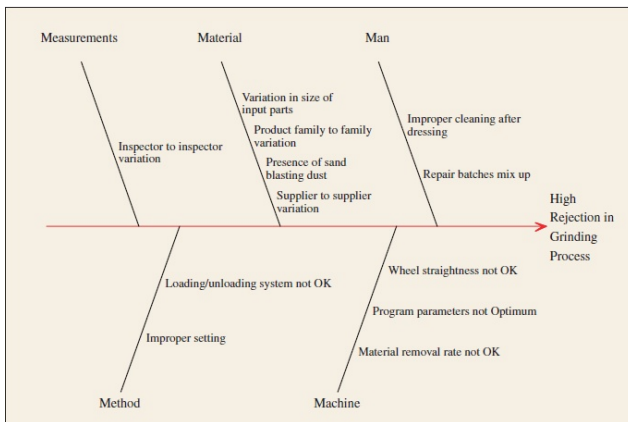 Measurements
Material
Man
Variation in size of
input parts
Product family to family
variation
Presence of sand
blasting dust
Supplier to supplier
variation
Inspector to inspector
variation
Improper cleaning after
dressing
Repair batches mix up
High
Rejection in
Grinding
Process
Loading/unloading system not OK
Improper setting
Wheel straightness not OK
Program parameters not Optimum
Material removal rate not OK
Method
Machine